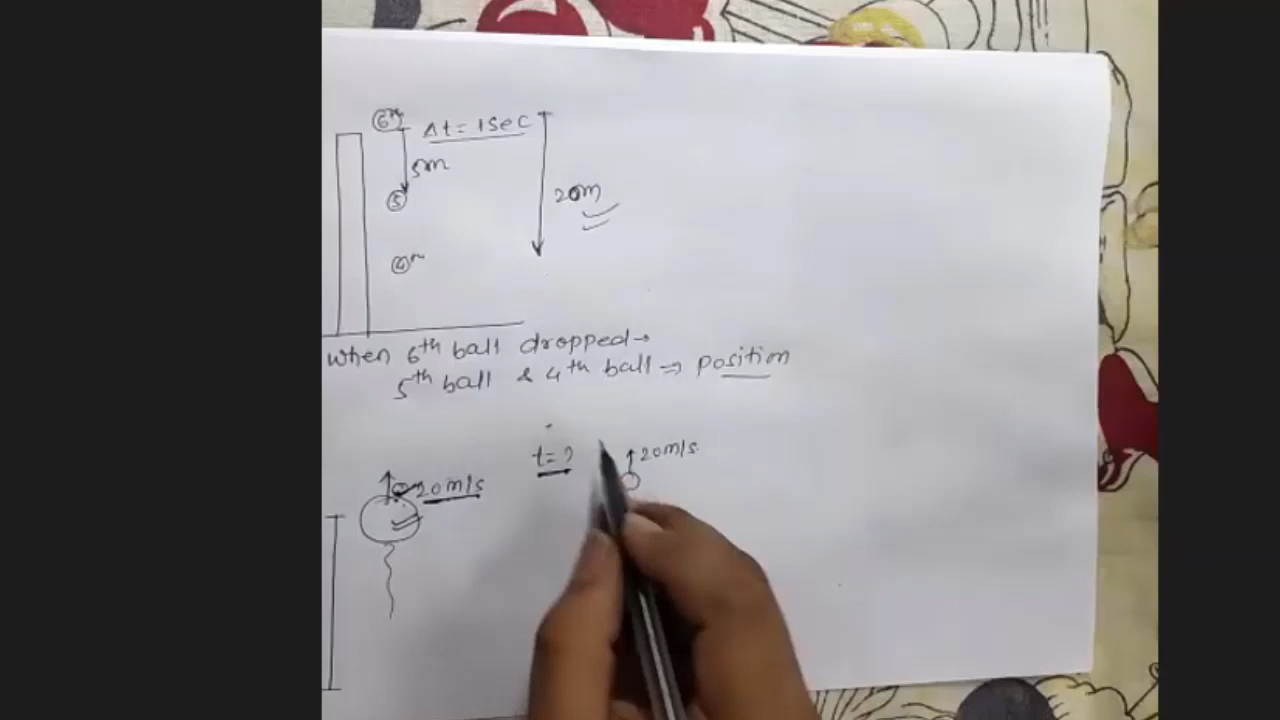 6th Δt = 1sec
5m
5
20m
4th
when 6th ball dropped→
5th ball & 4th ball ⇒ position
t = ?
↑20m/s
20m/s